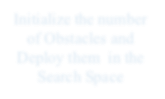 Initialize the number
of Obstacles and
Deploy them in the
Search Space